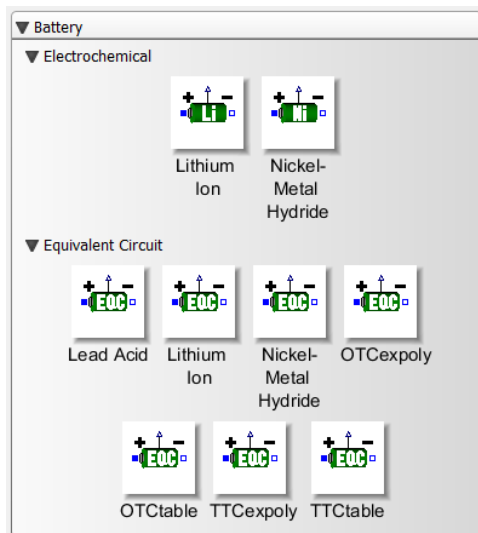 Battery
Electrochemical
Li Ni
Lithium Nickel-
Ion Metal
Hydride
Equivalent Circuit
EQC EQC EQC EQC
Lead Acid Lithium Nickel- OTCexpoly
Ion Metal
Hydride
EQC EQC EQC
OTCtable TTCexpoly TTCtable